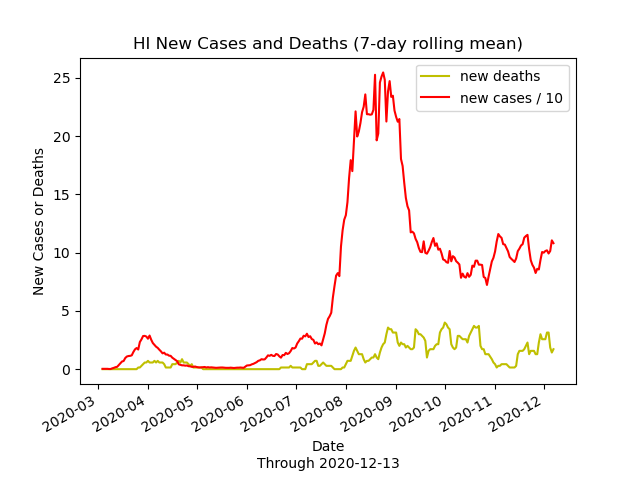 HI New Cases and Deaths (7-day rolling mean)
new deaths
new cases / 10
25
20
15
10
5
0
New Cases or Deaths
2020-03
2020-04
2020-05
2020-06
2020-07
2020-08
2020-09
2020-10
2020-11
2020-12
Date
Through 2020-12-13